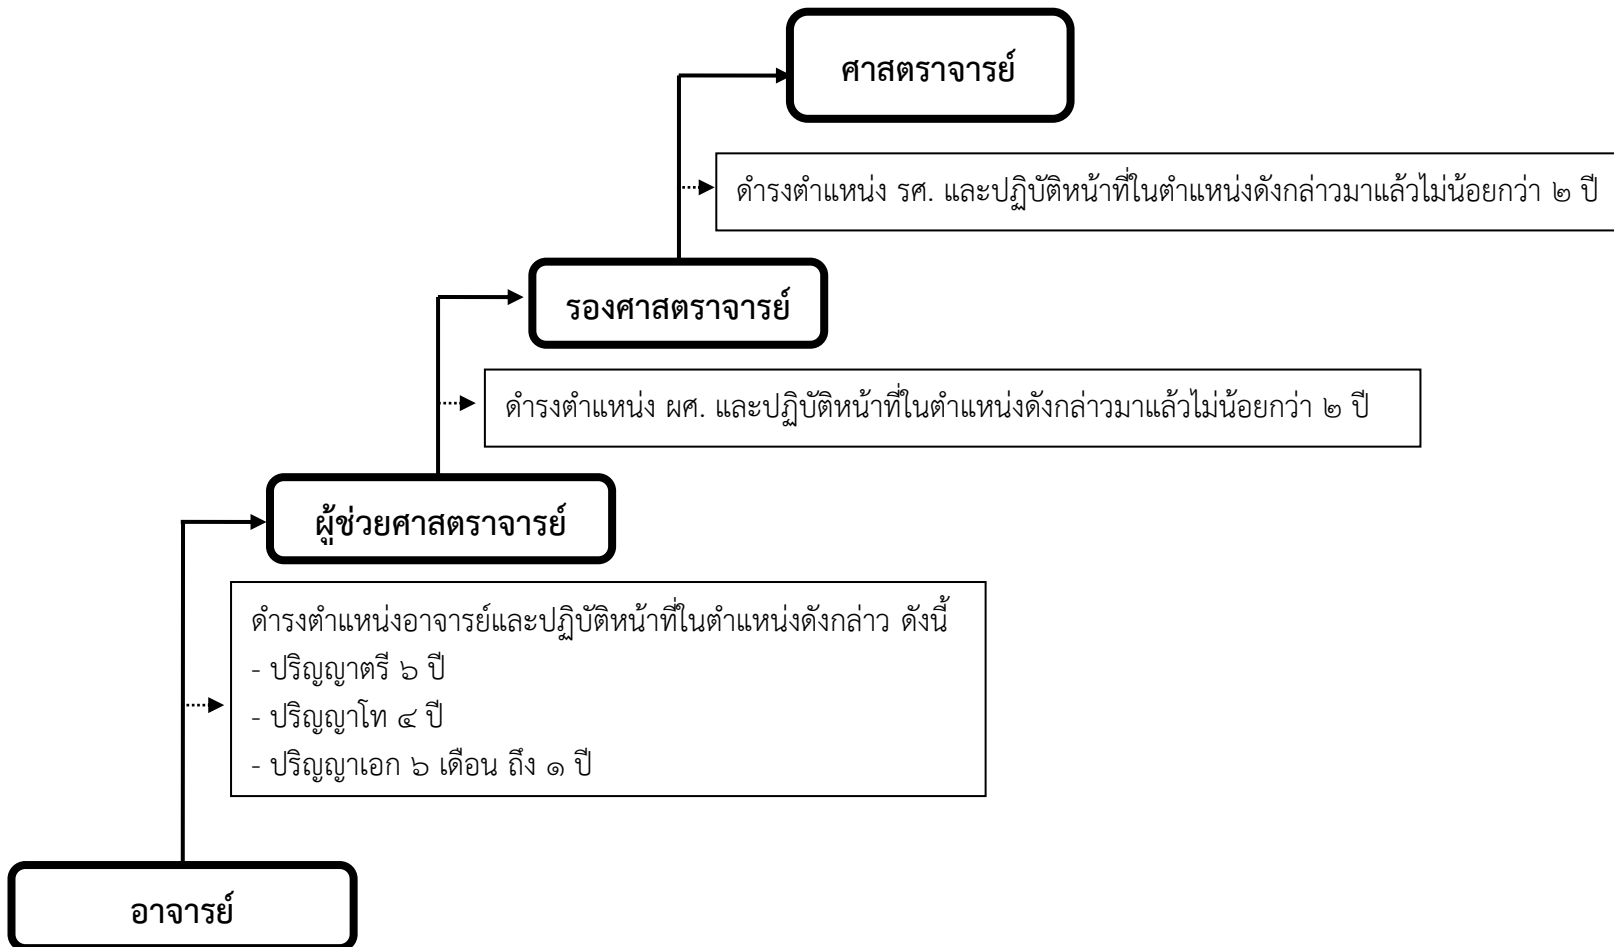 ศาสตราจารย์
ดำรงตำแหน่ง รศ. และปฏิบัติหน้าที่ในตำแหน่งดังกล่าวมาแล้วไม่น้อยกว่า ๒ ปี
รองศาสตราจารย์
ดำรงตำแหน่ง ผศ. และปฏิบัติหน้าที่ในตำแหน่งดังกล่าวมาแล้วไม่น้อยกว่า ๒ ปี
ผู้ช่วยศาสตราจารย์
ดำรงตำแหน่งอาจารย์และปฏิบัติหน้าที่ในตำแหน่งดังกล่าว ดังนี้
- ปริญญาตรี ๖ ปี
- ปริญญาโท ๔ ปี
- ปริญญาเอก ๖ เดือน ถึง ๑ ปี
อาจารย์